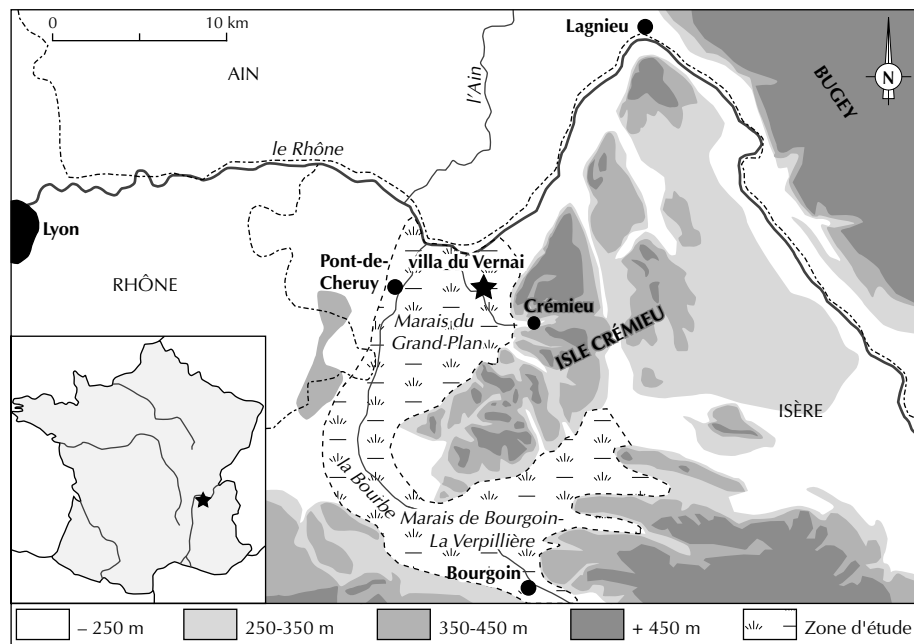 0 10 km
Lagnieu
AIN
l'Ain
BUGEY
N
le Rhône
Lyon
Pont-de-
Cheruy
villa du Vernai
RHÔNE
Crémieu
Marais du
Grand-Plan
ISLE CRÉMIEU
ISÈRE
la Bourbe
Marais de Bourgoin-
La Verpillière
Bourgoin
– 250 m 250-350 m 350-450 m + 450 m Zone d'étude